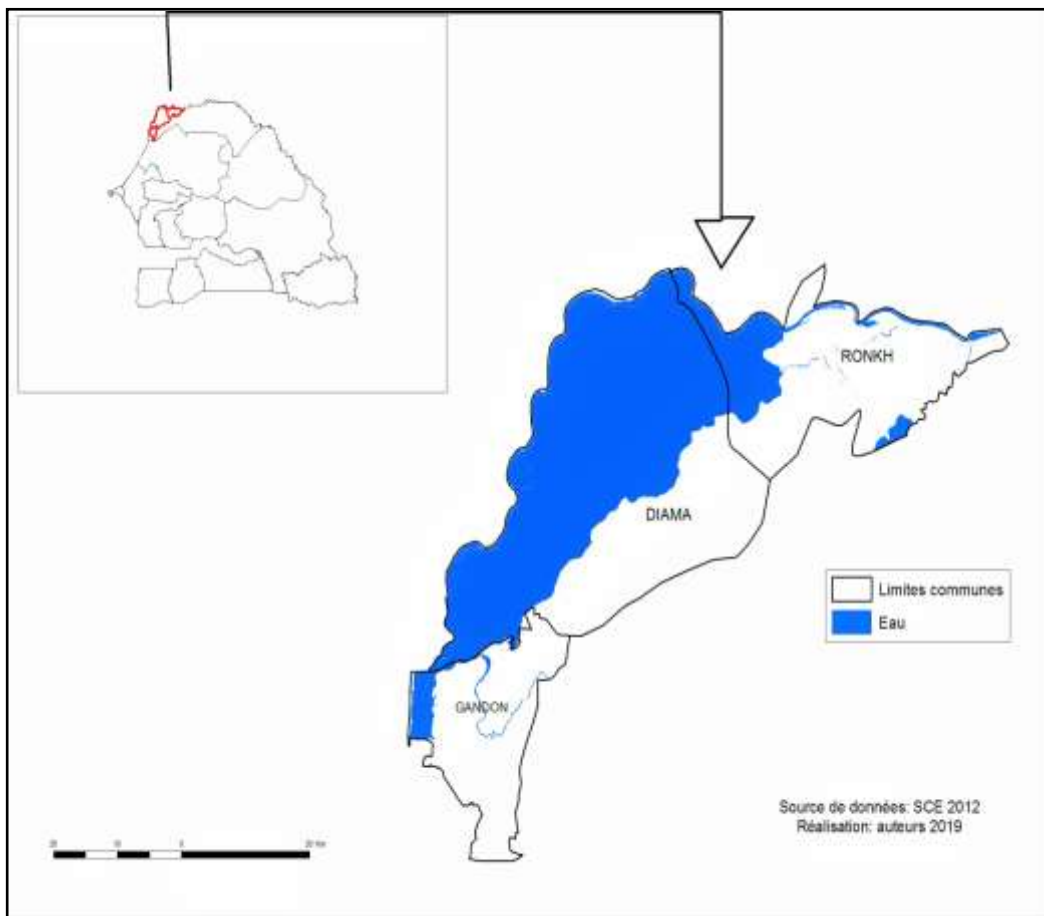 RONKH
DIAMA
Limites communes
Eau
GANDON
Source de données: SCE 2012
Réalisation: auteurs 2019